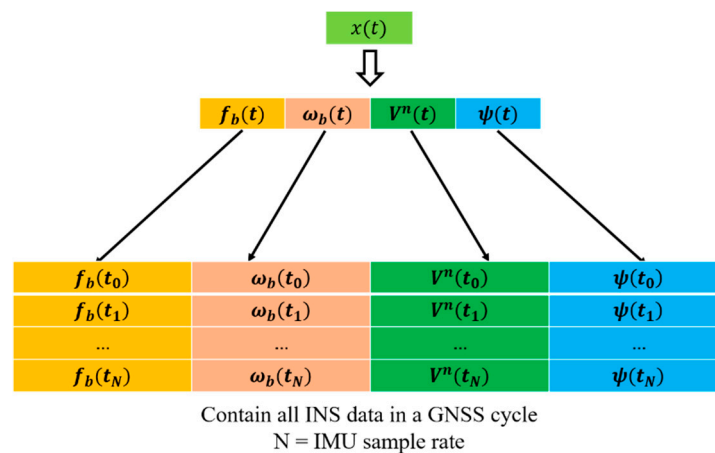 x(t)
f_b(t) ω_b(t) V^n(t) ψ(t)
f_b(t_0) ω_b(t_0) V^n(t_0) ψ(t_0)
f_b(t_1) ω_b(t_1) V^n(t_1) ψ(t_1)
... ... ... ...
f_b(t_N) ω_b(t_N) V^n(t_N) ψ(t_N)
Contain all INS data in a GNSS cycle
N = IMU sample rate